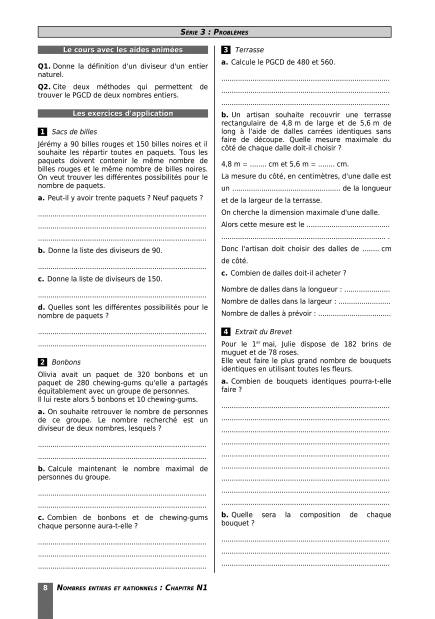 SÉRIE 3 : PROBLÈMES
Le cours avec les aides animées
Q1. Donne la définition d'un diviseur d'un entier
naturel.
Q2. Cite deux méthodes qui permettent de
trouver le PGCD de deux nombres entiers.
Les exercices d'application
1 Sacs de billes
Jérémy a 90 billes rouges et 150 billes noires et il
souhaite les répartir toutes en paquets. Tous les
paquets doivent contenir le même nombre de
billes rouges et le même nombre de billes noires.
On veut trouver les différentes possibilités pour le
nombre de paquets.
a. Peut-il y avoir trente paquets ? Neuf paquets ?
b. Donne la liste des diviseurs de 90.
c. Donne la liste de diviseurs de 150.
d. Quelles sont les différentes possibilités pour le
nombre de paquets ?
2 Bonbons
Olivia avait un paquet de 320 bonbons et un
paquet de 280 chewing-gums qu'elle a partagés
équitablement avec un groupe de personnes.
Il lui reste alors 5 bonbons et 10 chewing-gums.
a. On souhaite retrouver le nombre de personnes
de ce groupe. Le nombre recherché est un
diviseur de deux nombres, lesquels ?
b. Calcule maintenant le nombre maximal de
personnes du groupe.
c. Combien de bonbons et de chewing-gums
chaque personne aura-t-elle ?
3 Terrasse
a. Calcule le PGCD de 480 et 560.
b. Un artisan souhaite recouvrir une terrasse
rectangulaire de 4,8 m de large et de 5,6 m de
long à l'aide de dalles carrées identiques sans
faire de découpe. Quelle mesure maximale du
côté de chaque dalle doit-il choisir ?
4,8 m = ........ cm et 5,6 m = ........ cm.
La mesure du côté, en centimètres, d'une dalle est
un .................................................... de la longueur
et de la largeur de la terrasse.
On cherche la dimension maximale d'une dalle.
Alors cette mesure est le ........................................
................................................................................ .
Donc l'artisan doit choisir des dalles de ........ cm
de côté.
c. Combien de dalles doit-il acheter ?
Nombre de dalles dans la longueur : ......................
Nombre de dalles dans la largeur : .........................
Nombre de dalles à prévoir : ...................................
4 Extrait du Brevet
Pour le 1er mai, Julie dispose de 182 brins de
muguet et de 78 roses.
Elle veut faire le plus grand nombre de bouquets
identiques en utilisant toutes les fleurs.
a. Combien de bouquets identiques pourra-t-elle
faire ?
b. Quelle sera la composition de chaque
bouquet ?
8 NOMBRES ENTIERS ET RATIONNELS : CHAPITRE N1